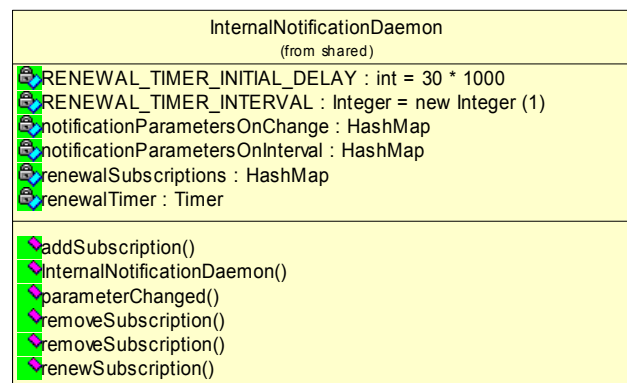 InternalNotificationDaemon
(from shared)
RENEWAL_TIMER_INITIAL_DELAY : int = 30 * 1000
RENEWAL_TIMER_INTERVAL : Integer = new Integer (1)
notificationParametersOnChange : HashMap
notificationParametersOnInterval : HashMap
renewalSubscriptions : HashMap
renewalTimer : Timer
addSubscription()
InternalNotificationDaemon()
parameterChanged()
removeSubscription()
removeSubscription()
renewSubscription()